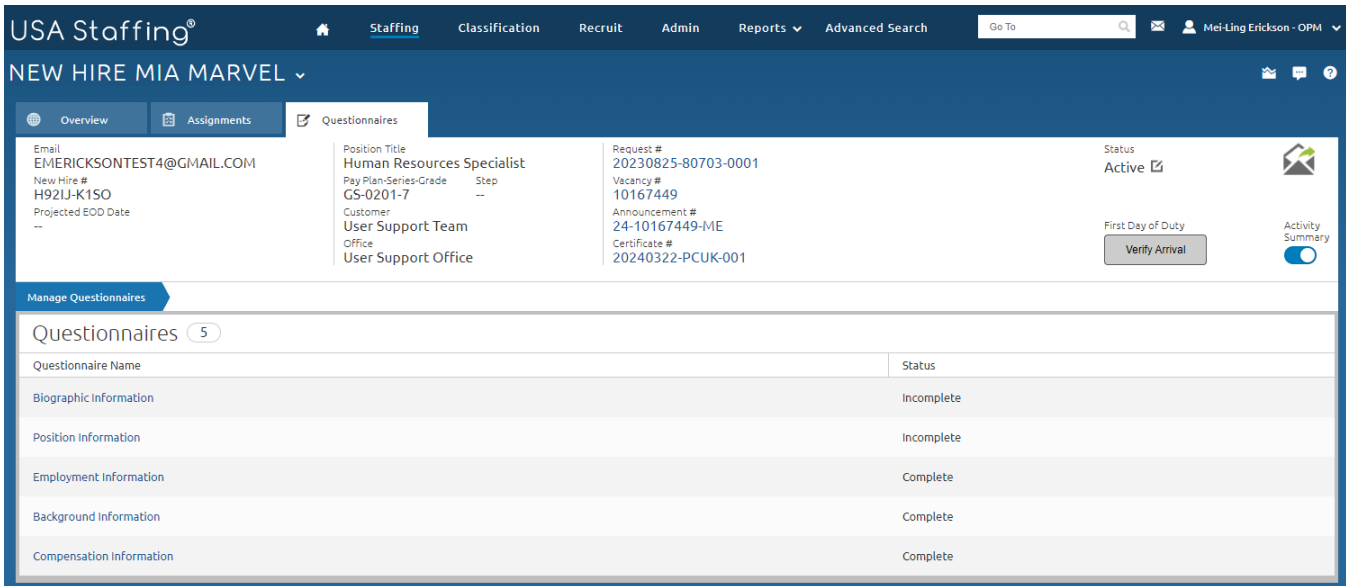 USA Staffing®
Staffing Classification Recruit Admin Reports Advanced Search Go To Mei-Ling Erickson - OPM
NEW HIRE MIA MARVEL
Overview Assignments Questionnaires
Email Position Title Request # Status
EMERICKSONTEST4@GMAIL.COM Human Resources Specialist 20230825-80703-0001 Active
New Hire # Pay Plan-Series-Grade Step Vacancy #
H92IJ-K1SO GS-0201-7 -- 10167449
Projected EOD Date Customer Announcement #
-- User Support Team 24-10167449-ME First Day of Duty Activity Summary
Office Certificate # Verify Arrival
User Support Office 20240322-PCUK-001
Manage Questionnaires
Questionnaires 5
Questionnaire Name Status
Biographic Information Incomplete
Position Information Incomplete
Employment Information Complete
Background Information Complete
Compensation Information Complete